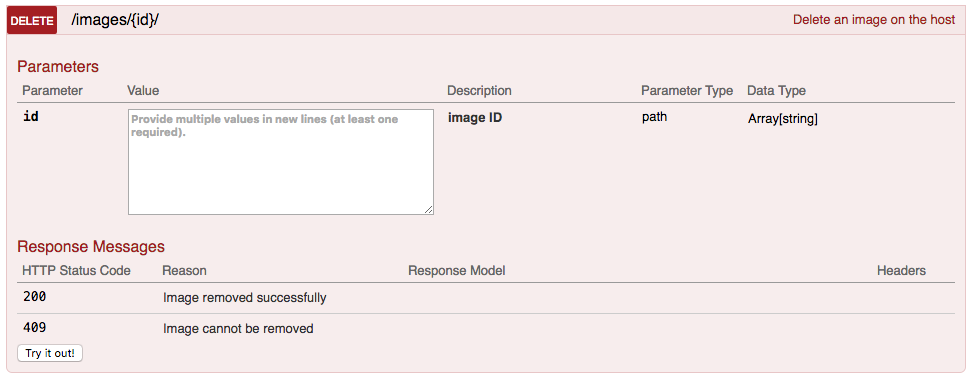 DELETE /images/{id}/ Delete an image on the host
Parameters
Parameter Value Description Parameter Type Data Type
id Provide multiple values in new lines (at least one required). image ID path Array[string]
Response Messages
HTTP Status Code Reason Response Model Headers
200 Image removed successfully
409 Image cannot be removed
Try it out!